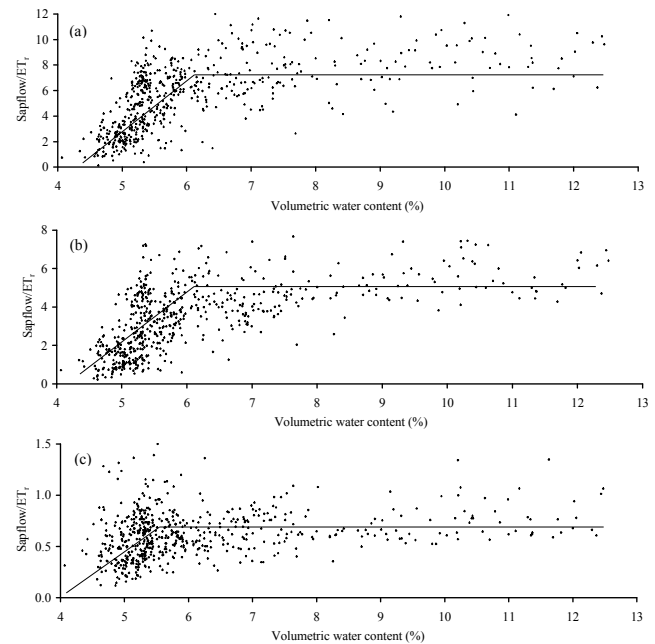 (a)
12
10
8
6
4
2
0
Sapflow/ETr
4 5 6 7 8 9 10 11 12 13
Volumetric water content (%)
(b)
8
6
4
2
0
Sapflow/ETr
4 5 6 7 8 9 10 11 12 13
Volumetric water content (%)
(c)
1.5
1.0
0.5
0.0
Sapflow/ETr
4 5 6 7 8 9 10 11 12 13
Volumetric water content (%)